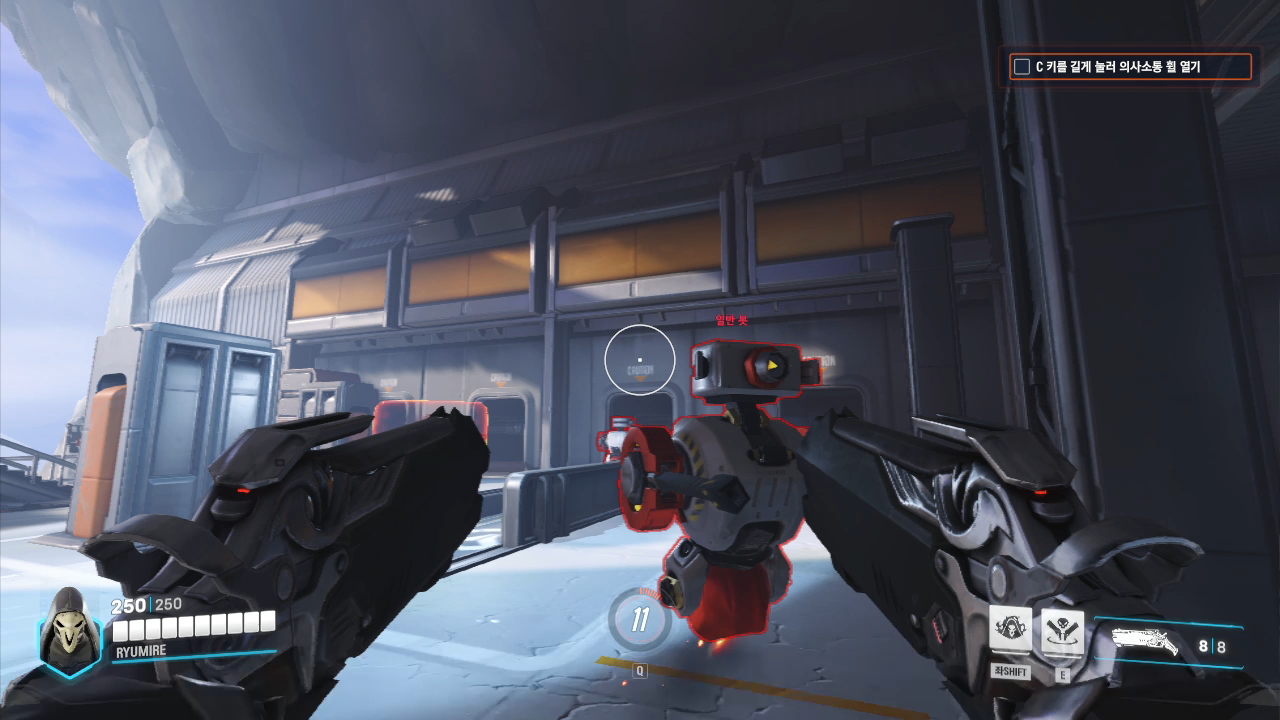 C 키를 길게 눌러 의사소통 휠 열기
일반 봇
CAUTION
250 | 250
RYUMIRE
11
Q
좌SHIFT
E
8 | 8